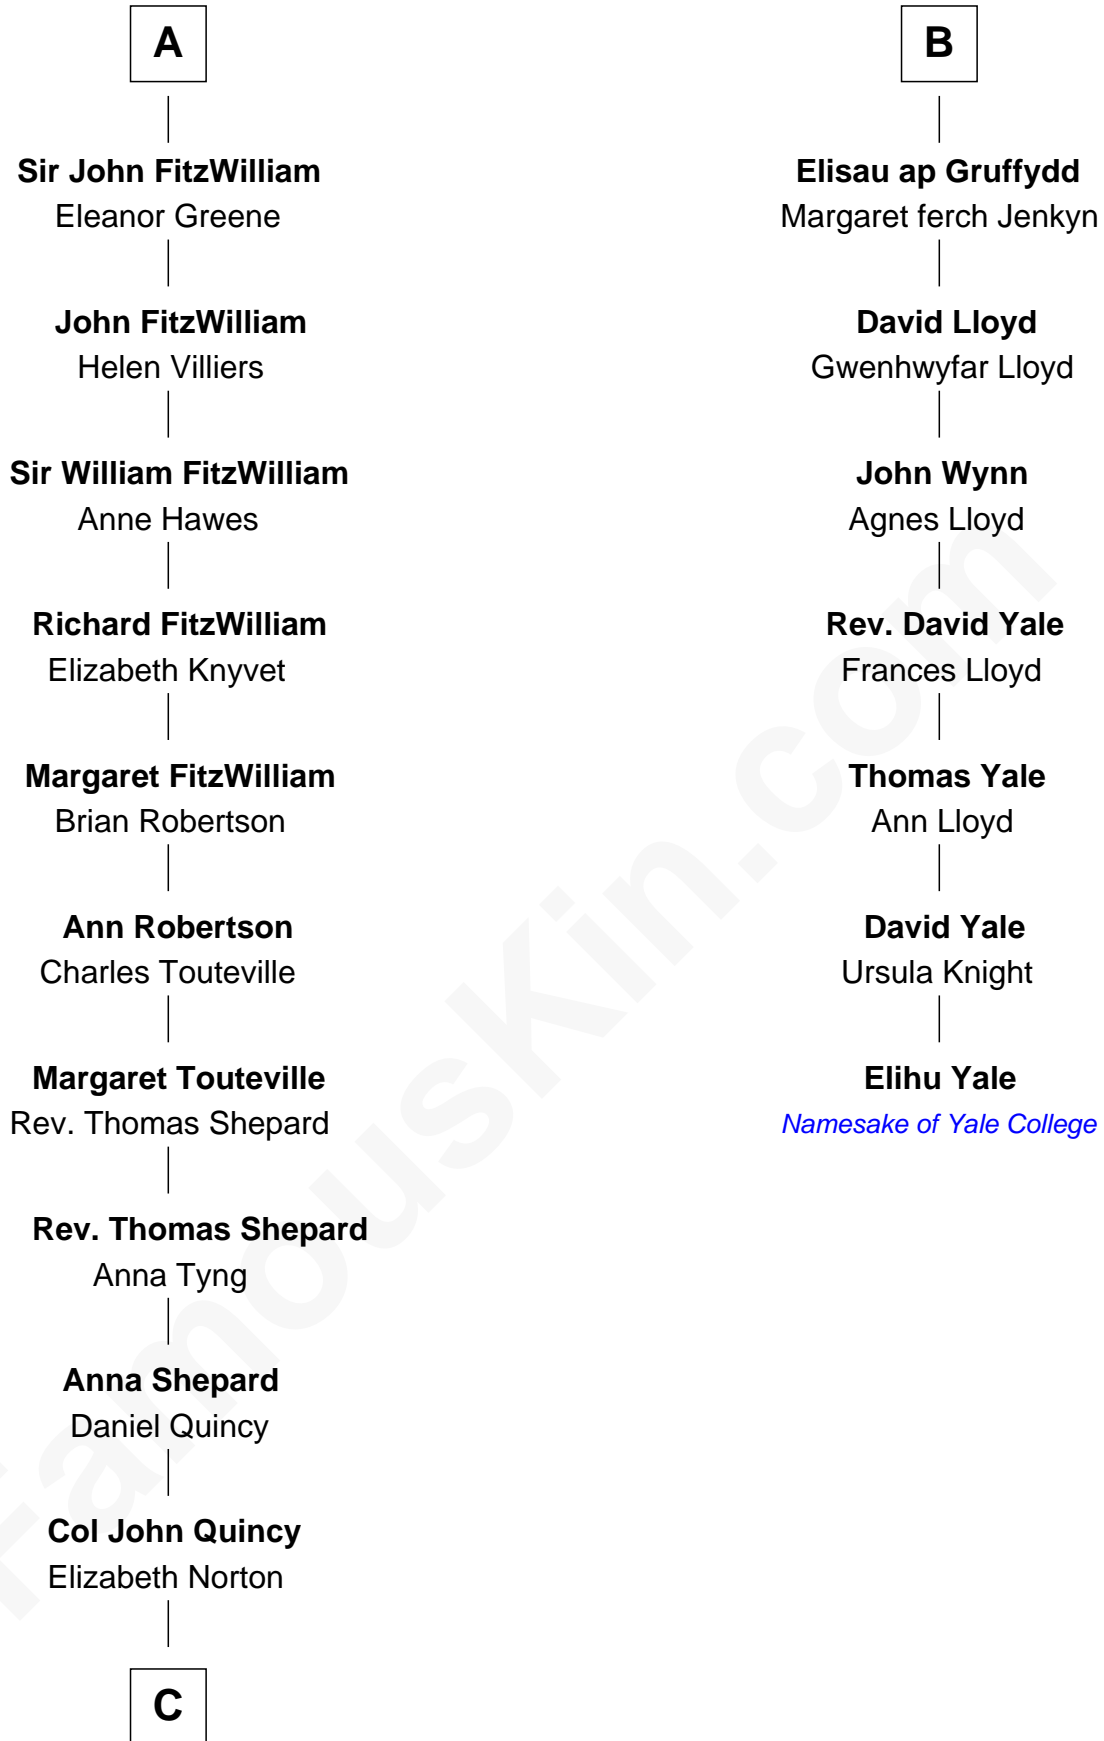 A
Sir John FitzWilliam
Eleanor Greene
John FitzWilliam
Helen Villiers
Sir William FitzWilliam
Anne Hawes
Richard FitzWilliam
Elizabeth Knyvet
Margaret FitzWilliam
Brian Robertson
Ann Robertson
Charles Touteville
Margaret Touteville
Rev. Thomas Shepard
Rev. Thomas Shepard
Anna Tyng
Anna Shepard
Daniel Quincy
Col John Quincy
Elizabeth Norton
C
B
Elisau ap Gruffydd
Margaret ferch Jenkyn
David Lloyd
Gwenhwyfar Lloyd
John Wynn
Agnes Lloyd
Rev. David Yale
Frances Lloyd
Thomas Yale
Ann Lloyd
David Yale
Ursula Knight
Elihu Yale
Namesake of Yale College
FamousKin.com